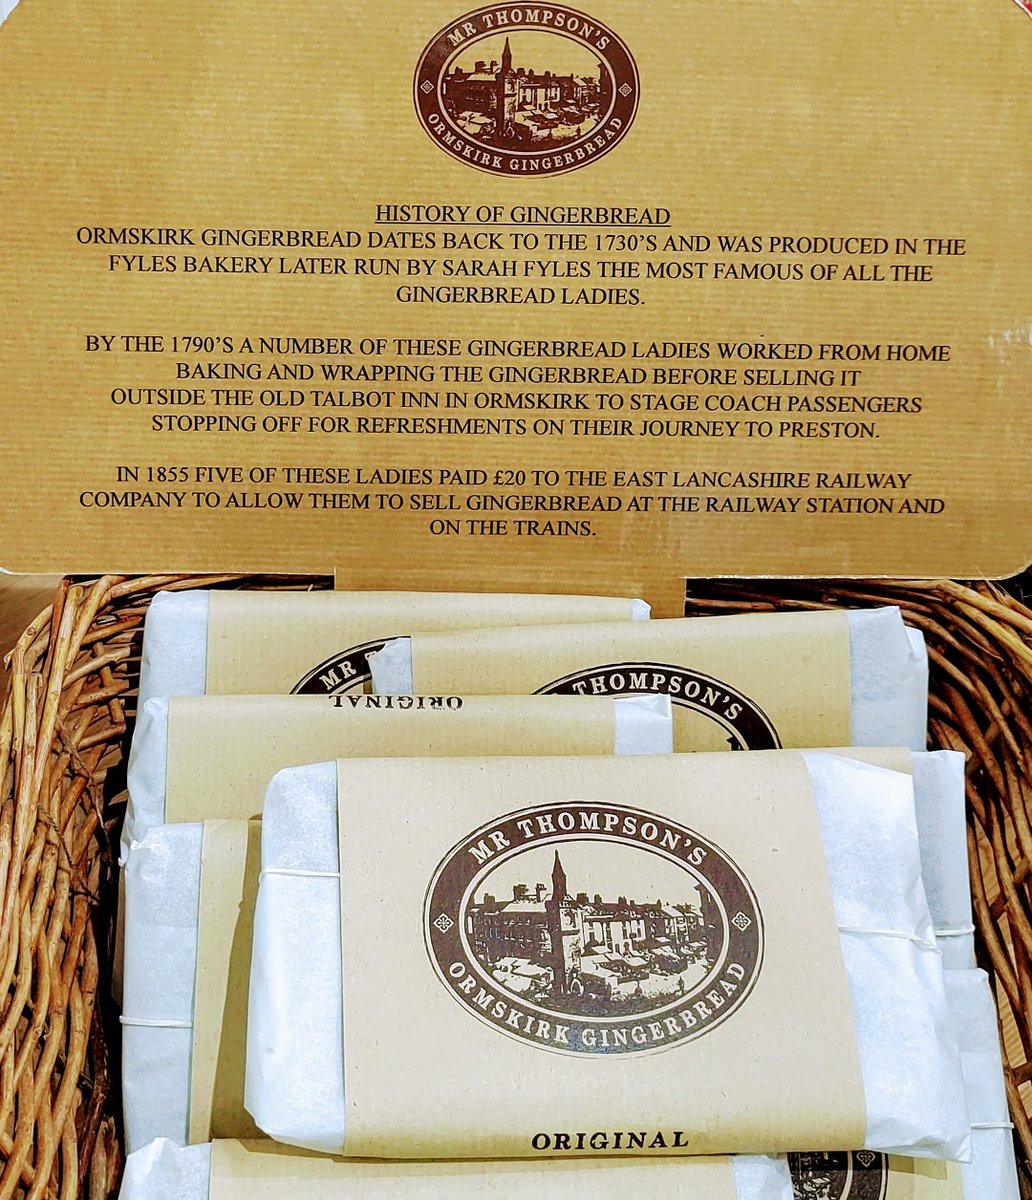 MR THOMPSON'S
ORMSKIRK GINGERBREAD
HISTORY OF GINGERBREAD
ORMSKIRK GINGERBREAD DATES BACK TO THE 1730'S AND WAS PRODUCED IN THE
FYLES BAKERY LATER RUN BY SARAH FYLES THE MOST FAMOUS OF ALL THE
GINGERBREAD LADIES.
BY THE 1790'S A NUMBER OF THESE GINGERBREAD LADIES WORKED FROM HOME
BAKING AND WRAPPING THE GINGERBREAD BEFORE SELLING IT
OUTSIDE THE OLD TALBOT INN IN ORMSKIRK TO STAGE COACH PASSENGERS
STOPPING OFF FOR REFRESHMENTS ON THEIR JOURNEY TO PRESTON.
IN 1855 FIVE OF THESE LADIES PAID £20 TO THE EAST LANCASHIRE RAILWAY
COMPANY TO ALLOW THEM TO SELL GINGERBREAD AT THE RAILWAY STATION AND
ON THE TRAINS.
MR T
THOMPSON'S
ORIGINAL
MR THOMPSON'S
ORMSKIRK GINGERBREAD
ORIGINAL